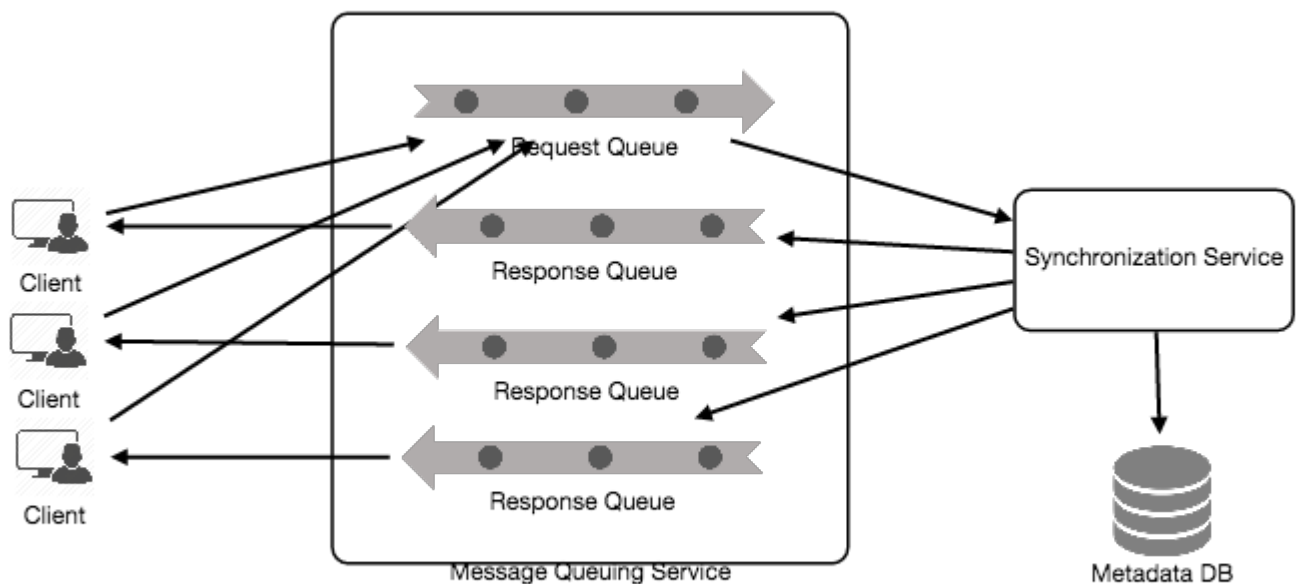 Request Queue
Response Queue
Synchronization Service
Client
Response Queue
Client
Response Queue
Client
Message Queuing Service
Metadata DB